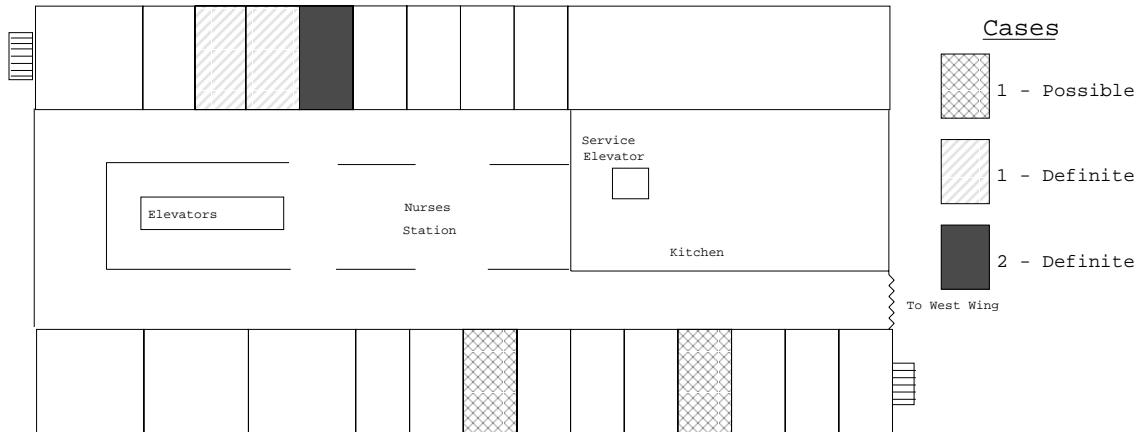 Cases
1 - Possible
Service
Elevator
1 - Definite
Elevators
Nurses
Station
Kitchen
2 - Definite
To West Wing